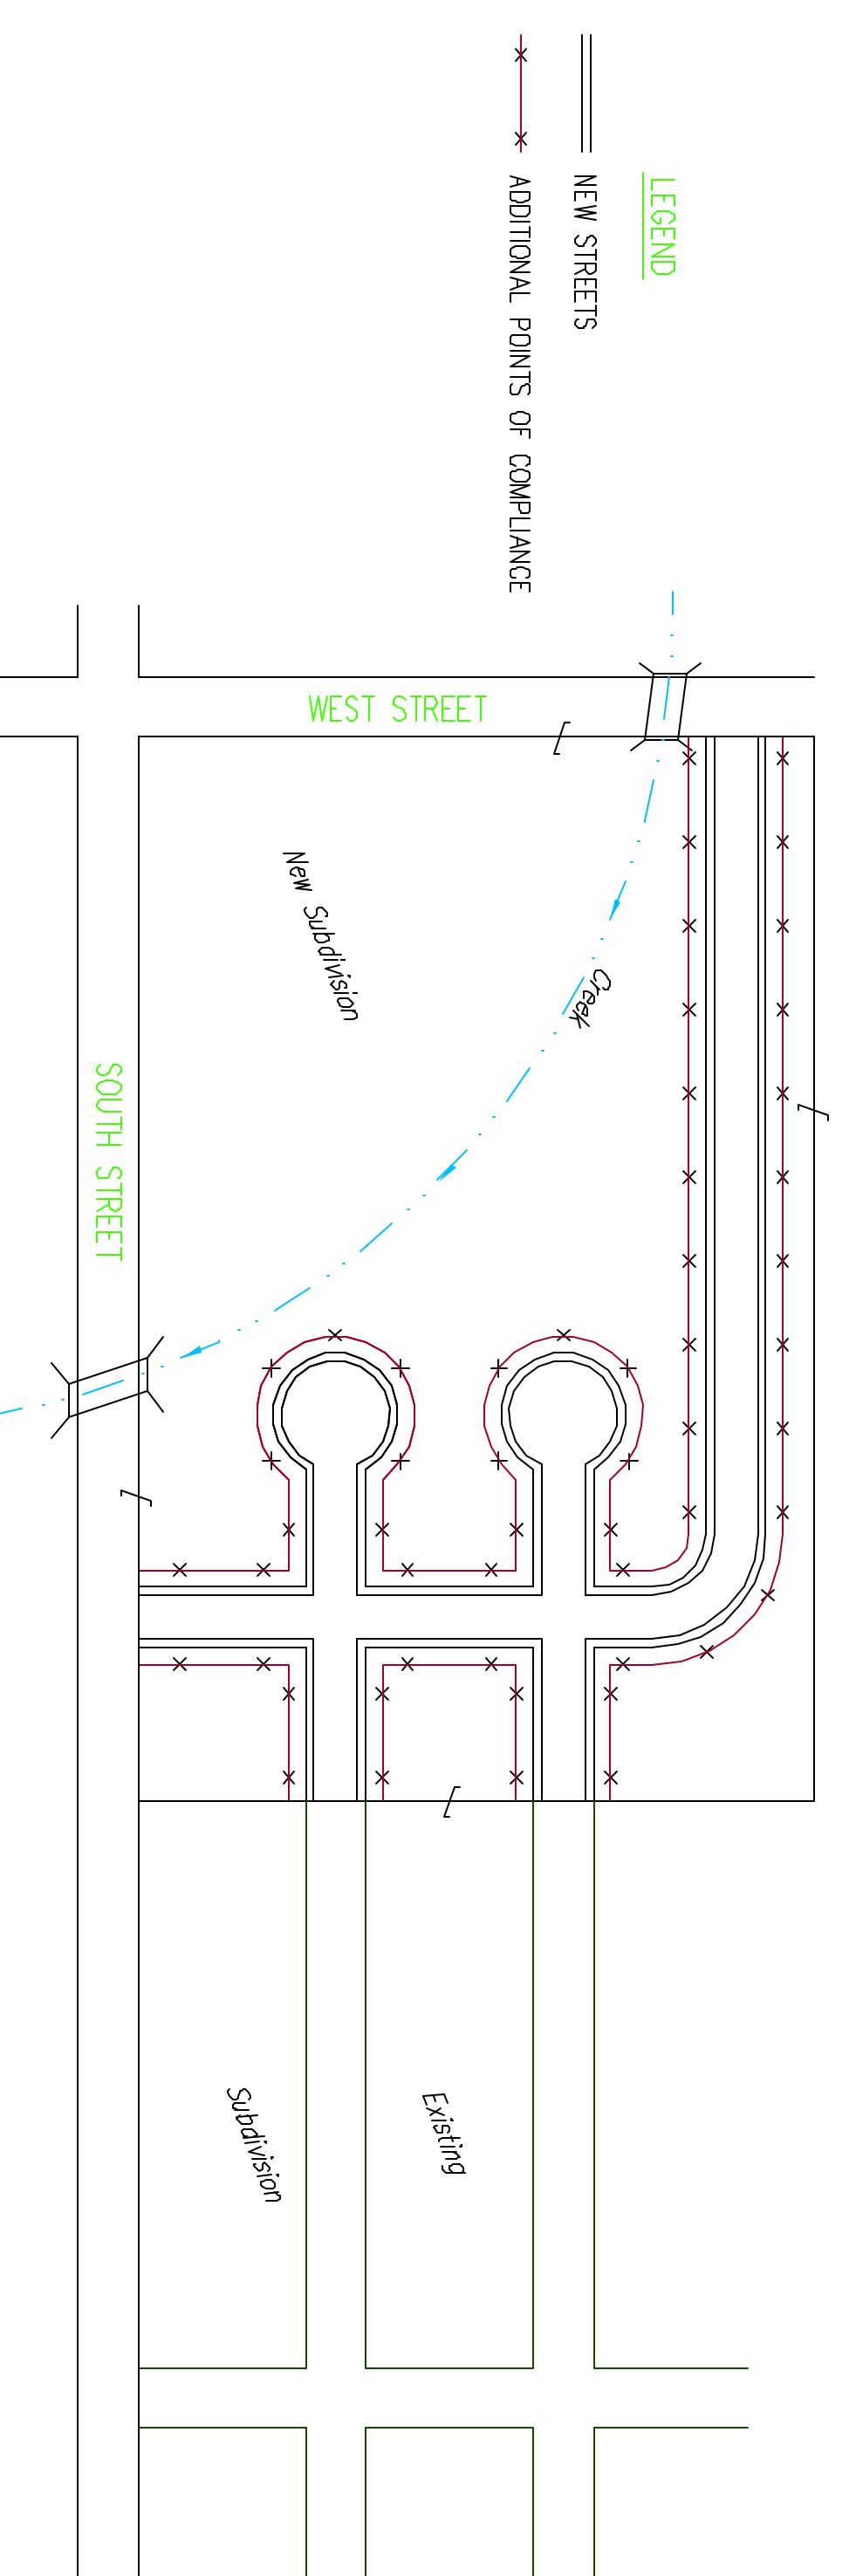 LEGEND
NEW STREETS
ADDITIONAL POINTS OF COMPLIANCE
WEST STREET
Creek
New Subdivision
SOUTH STREET
Existing
Subdivision